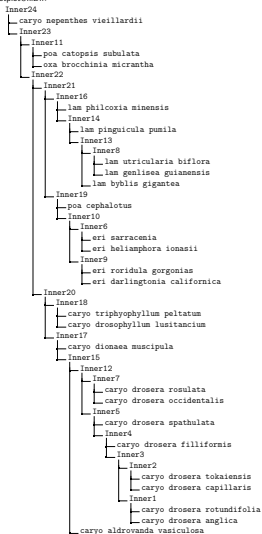 Inner24
caryo nepenthes vieillardii
Inner23
Inner11
poa catopsis subulata
oxa brocchinia micrantha
Inner22
Inner21
Inner16
lam philcoxia minensis
Inner14
lam pinguicula pumila
Inner13
Inner8
lam utricularia biflora
lam genlisea guianensis
lam byblis gigantea
Inner19
poa cephalotus
Inner10
Inner6
eri sarracenia
eri heliamphora ionasii
Inner9
eri roridula gorgonias
eri darlingtonia californica
Inner20
Inner18
caryo triphyophyllum peltatum
caryo drosophyllum lusitancium
Inner17
caryo dionaea muscipula
Inner15
Inner12
Inner7
caryo drosera rosulata
caryo drosera occidentalis
Inner5
caryo drosera spathulata
Inner4
caryo drosera filliformis
Inner3
Inner2
caryo drosera tokaiensis
caryo drosera capillaris
Inner1
caryo drosera rotundifolia
caryo drosera anglica
caryo aldrovanda vasiculosa